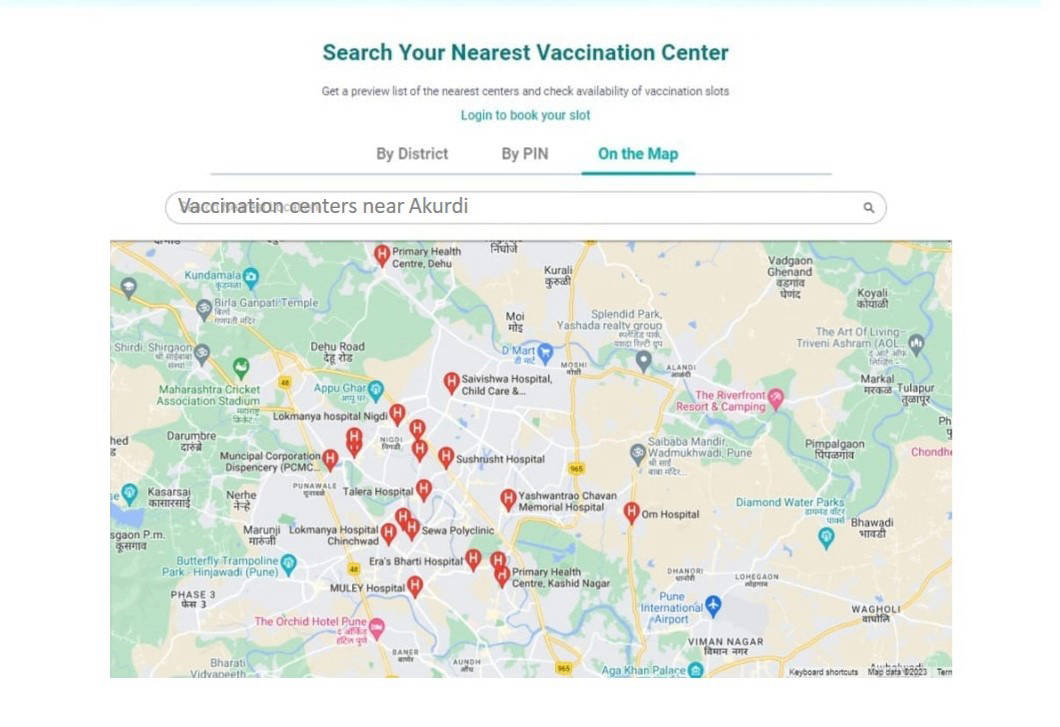 Search Your Nearest Vaccination Center
Get a preview list of the nearest centers and check availability of vaccination slots
Login to book your slot
By District
By PIN
On the Map
Vaccination centers near Akurdi
Primary Health
Centre, Dehu
Kundamala
Kurali
कुरुळी
Vadgaon
Ghenand
वडगांव
घेणंद
Koyali
कोयाळी
Birla Ganpati Temple
Moi
मोई
Splendid Park,
Yashada realty group
The Art Of Living-
Triveni Ashram (AOL...
Shirdi, Shirgaon
Dehu Road
देहू रोड
D Mart
MOSHI
ALANDI
Markal
मरकळ
Tulapur
तुळापूर
48
Saivishwa Hospital,
Child Care &...
Appu Ghar
Maharashtra Cricket
Association Stadium
The Riverfront
Resort & Camping
Lokmanya hospital Nigdi
Darumbre
दारुंब्रे
NIGDI
निगडी
Saibaba Mandir,
Wadmukhwadi, Pune
Pimpalgaon
पिंपळगांव
Muncipal Corporation
Dispencery (PCMC...
Sushrusht Hospital
965
PUNAWALE
Kasarsai
कासारसाई
Nerhe
नेऱ्हे
Talera Hospital
Yashwantrao Chavan
Memorial Hospital
Om Hospital
Diamond Water Parks
Bhawadi
भावडी
sgaon P.m.
Marunji
मारुंजी
Lokmanya Hospital
Chinchwad
Sewa Polyclinic
Butterfly Trampoline
Park - Hinjawadi (Pune)
48
Era's Bharti Hospital
Primary Health
Centre, Kashid Nagar
DHANORI
LOHEGAON
MULEY Hospital
PHASE 3
फेस 3
Pune
International
Airport
WAGHOLI
वाघोलि
The Orchid Hotel Pune
VIMAN NAGAR
विमान नगर
BANER
AUNDH
औंध
Bharati
Vidyapeeth
965
Aga Khan Palace
Keyboard shortcuts
Map data ©2023
Tern